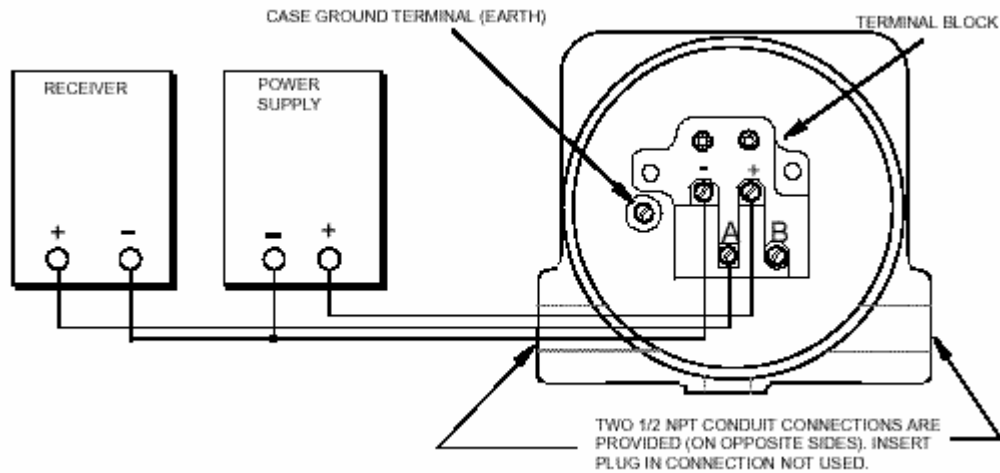 CASE GROUND TERMINAL (EARTH)
TERMINAL BLOCK
RECEIVER
POWER
SUPPLY
+ -
- +
- +
A B
TWO 1/2 NPT CONDUIT CONNECTIONS ARE
PROVIDED (ON OPPOSITE SIDES). INSERT
PLUG IN CONNECTION NOT USED.